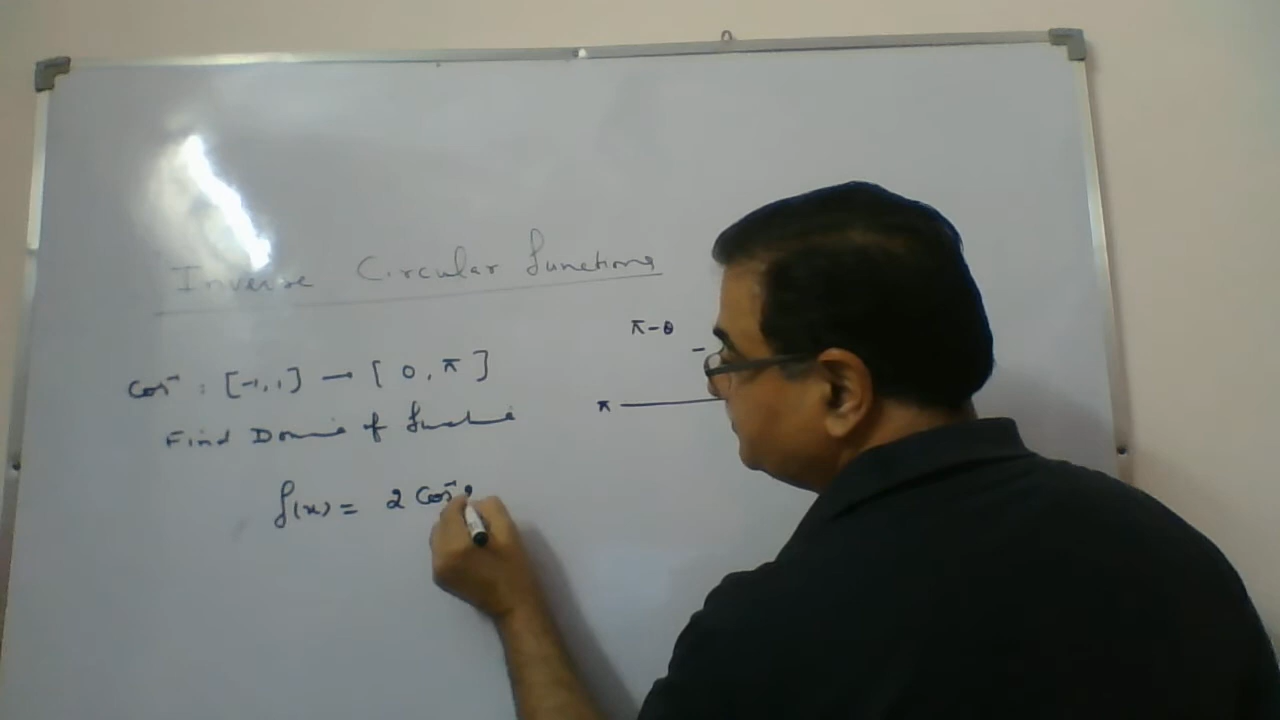 Inverse Circular functions
π-θ
cos⁻¹ : [-1,1] → [0, π]
π
Find Domain of function
f(x) = 2 cos⁻¹